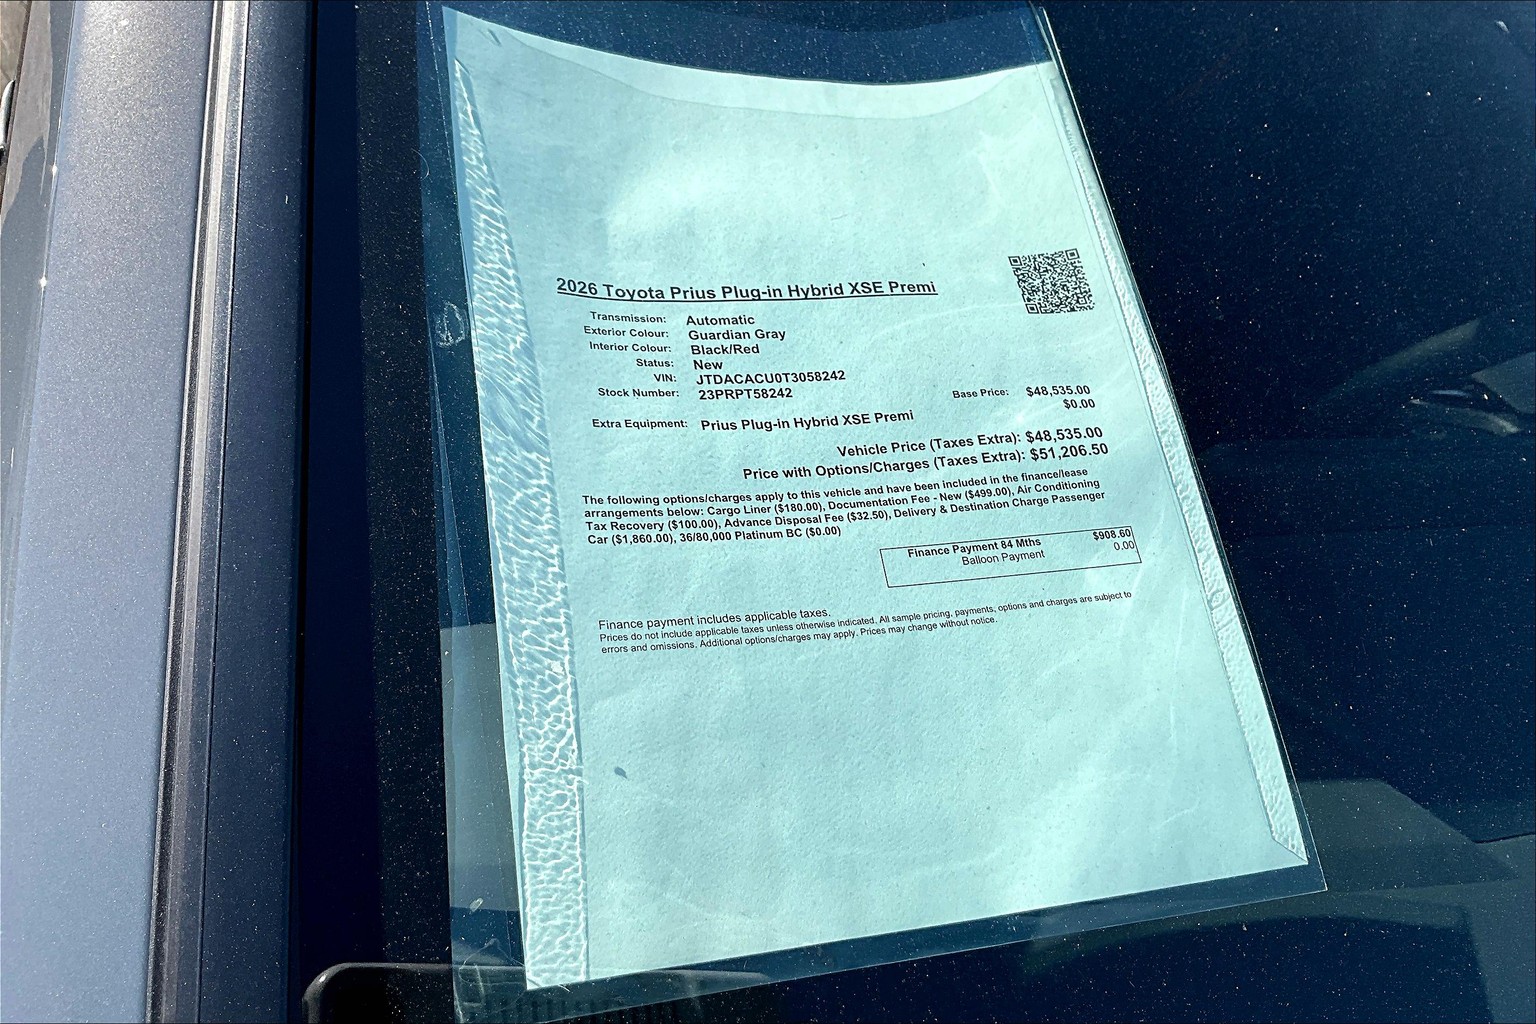 2026 Toyota Prius Plug-in Hybrid XSE Premi
Transmission: Automatic
Exterior Colour: Guardian Gray
Interior Colour: Black/Red
Status: New
VIN: JTDACACU0T3058242
Stock Number: 23PRPT58242
Base Price: $48,535.00
Extra Equipment: Prius Plug-in Hybrid XSE Premi $0.00
Vehicle Price (Taxes Extra): $48,535.00
Price with Options/Charges (Taxes Extra): $51,206.50
The following options/charges apply to this vehicle and have been included in the finance/lease
arrangements below: Cargo Liner ($180.00), Documentation Fee - New ($499.00), Air Conditioning
Tax Recovery ($100.00), Advance Disposal Fee ($32.50), Delivery & Destination Charge Passenger
Car ($1,860.00), 36/80,000 Platinum BC ($0.00)
Finance Payment 84 Mths $908.60
Balloon Payment 0.00
Finance payment includes applicable taxes.
Prices do not include applicable taxes unless otherwise indicated. All sample pricing, payments, options and charges are subject to
errors and omissions. Additional options/charges may apply. Prices may change without notice.